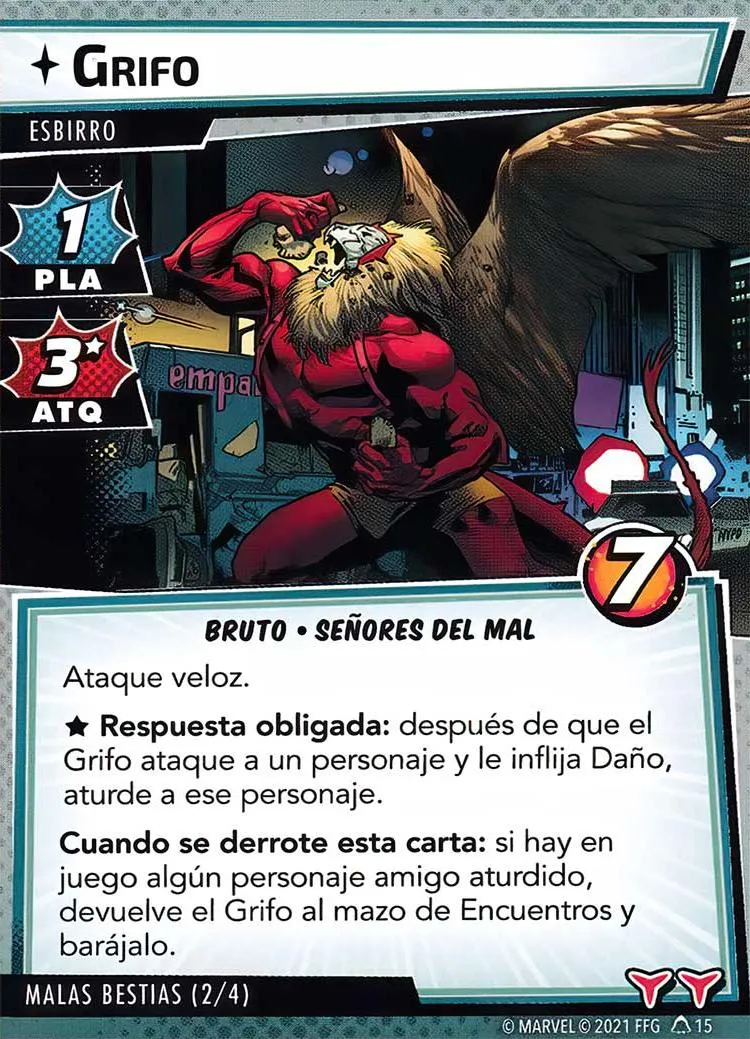 GRIFO
ESBIRRO
1
PLA
3★
ATQ
empa
7
BRUTO • SEÑORES DEL MAL
Ataque veloz.
★ Respuesta obligada: después de que el
Grifo ataque a un personaje y le inflija Daño,
aturde a ese personaje.
Cuando se derrote esta carta: si hay en
juego algún personaje amigo aturdido,
devuelve el Grifo al mazo de Encuentros y
barájalo.
MALAS BESTIAS (2/4)
© MARVEL © 2021 FFG 15